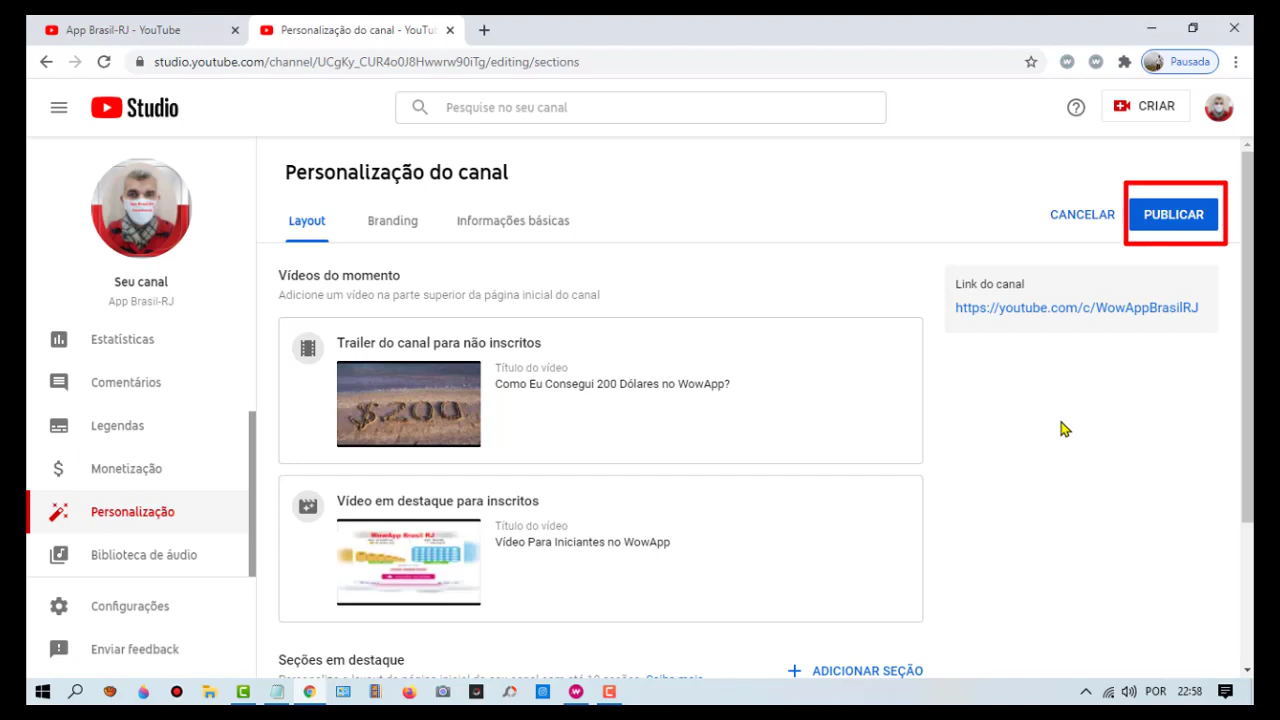 App Brasil-RJ - YouTube
Personalização do canal - YouTu
studio.youtube.com/channel/UCgKy_CUR4o0J8Hwwrw90iTg/editing/sections
Pausada
Studio
Pesquise no seu canal
CRIAR
Personalização do canal
Layout
Branding
Informações básicas
CANCELAR
PUBLICAR
Seu canal
App Brasil-RJ
Estatísticas
Comentários
Legendas
Monetização
Personalização
Biblioteca de áudio
Configurações
Enviar feedback
Vídeos do momento
Adicione um vídeo na parte superior da página inicial do canal
Trailer do canal para não inscritos
$200
Título do vídeo
Como Eu Consegui 200 Dólares no WowApp?
Vídeo em destaque para inscritos
WowApp Brasil RJ
Título do vídeo
Vídeo Para Iniciantes no WowApp
Link do canal
https://youtube.com/c/WowAppBrasilRJ
Seções em destaque
ADICIONAR SEÇÃO
POR
22:58